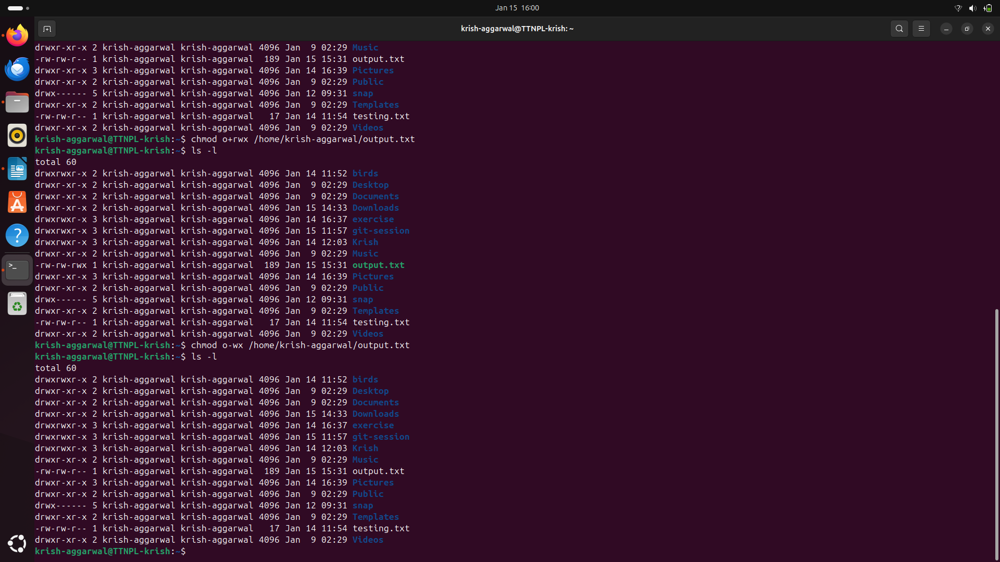 Jan 15  16:00
krish-aggarwal@TTNPL-krish: ~
drwxr-xr-x 2 krish-aggarwal krish-aggarwal 4096 Jan  9 02:29 Music
-rw-rw-r-- 1 krish-aggarwal krish-aggarwal  189 Jan 15 15:31 output.txt
drwxr-xr-x 3 krish-aggarwal krish-aggarwal 4096 Jan 14 16:39 Pictures
drwxr-xr-x 2 krish-aggarwal krish-aggarwal 4096 Jan  9 02:29 Public
drwx------ 5 krish-aggarwal krish-aggarwal 4096 Jan 12 09:31 snap
drwxr-xr-x 2 krish-aggarwal krish-aggarwal 4096 Jan  9 02:29 Templates
-rw-rw-r-- 1 krish-aggarwal krish-aggarwal   17 Jan 14 11:54 testing.txt
drwxr-xr-x 2 krish-aggarwal krish-aggarwal 4096 Jan  9 02:29 Videos
krish-aggarwal@TTNPL-krish:~$ chmod o+rwx /home/krish-aggarwal/output.txt
krish-aggarwal@TTNPL-krish:~$ ls -l
total 60
drwxrwxr-x 2 krish-aggarwal krish-aggarwal 4096 Jan 14 11:52 birds
drwxr-xr-x 2 krish-aggarwal krish-aggarwal 4096 Jan  9 02:29 Desktop
drwxr-xr-x 2 krish-aggarwal krish-aggarwal 4096 Jan  9 02:29 Documents
drwxr-xr-x 2 krish-aggarwal krish-aggarwal 4096 Jan 15 14:33 Downloads
drwxrwxr-x 3 krish-aggarwal krish-aggarwal 4096 Jan 14 16:37 exercise
drwxrwxr-x 3 krish-aggarwal krish-aggarwal 4096 Jan 15 11:57 git-session
drwxrwxr-x 3 krish-aggarwal krish-aggarwal 4096 Jan 14 12:03 Krish
drwxr-xr-x 2 krish-aggarwal krish-aggarwal 4096 Jan  9 02:29 Music
-rw-rw-rwx 1 krish-aggarwal krish-aggarwal  189 Jan 15 15:31 output.txt
drwxr-xr-x 3 krish-aggarwal krish-aggarwal 4096 Jan 14 16:39 Pictures
drwxr-xr-x 2 krish-aggarwal krish-aggarwal 4096 Jan  9 02:29 Public
drwx------ 5 krish-aggarwal krish-aggarwal 4096 Jan 12 09:31 snap
drwxr-xr-x 2 krish-aggarwal krish-aggarwal 4096 Jan  9 02:29 Templates
-rw-rw-r-- 1 krish-aggarwal krish-aggarwal   17 Jan 14 11:54 testing.txt
drwxr-xr-x 2 krish-aggarwal krish-aggarwal 4096 Jan  9 02:29 Videos
krish-aggarwal@TTNPL-krish:~$ chmod o-wx /home/krish-aggarwal/output.txt
krish-aggarwal@TTNPL-krish:~$ ls -l
total 60
drwxrwxr-x 2 krish-aggarwal krish-aggarwal 4096 Jan 14 11:52 birds
drwxr-xr-x 2 krish-aggarwal krish-aggarwal 4096 Jan  9 02:29 Desktop
drwxr-xr-x 2 krish-aggarwal krish-aggarwal 4096 Jan  9 02:29 Documents
drwxr-xr-x 2 krish-aggarwal krish-aggarwal 4096 Jan 15 14:33 Downloads
drwxrwxr-x 3 krish-aggarwal krish-aggarwal 4096 Jan 14 16:37 exercise
drwxrwxr-x 3 krish-aggarwal krish-aggarwal 4096 Jan 15 11:57 git-session
drwxrwxr-x 3 krish-aggarwal krish-aggarwal 4096 Jan 14 12:03 Krish
drwxr-xr-x 2 krish-aggarwal krish-aggarwal 4096 Jan  9 02:29 Music
-rw-rw-r-- 1 krish-aggarwal krish-aggarwal  189 Jan 15 15:31 output.txt
drwxr-xr-x 3 krish-aggarwal krish-aggarwal 4096 Jan 14 16:39 Pictures
drwxr-xr-x 2 krish-aggarwal krish-aggarwal 4096 Jan  9 02:29 Public
drwx------ 5 krish-aggarwal krish-aggarwal 4096 Jan 12 09:31 snap
drwxr-xr-x 2 krish-aggarwal krish-aggarwal 4096 Jan  9 02:29 Templates
-rw-rw-r-- 1 krish-aggarwal krish-aggarwal   17 Jan 14 11:54 testing.txt
drwxr-xr-x 2 krish-aggarwal krish-aggarwal 4096 Jan  9 02:29 Videos
krish-aggarwal@TTNPL-krish:~$